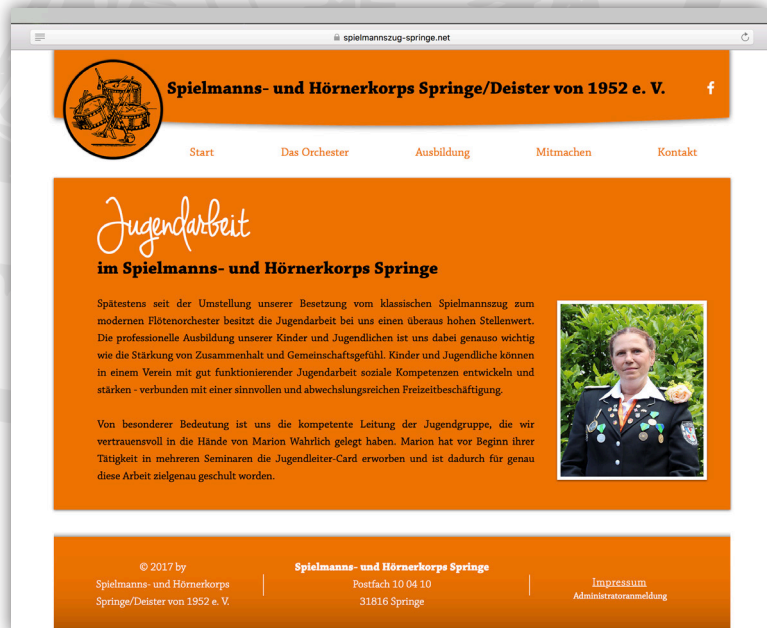 spielmannszug-springe.net
Spielmanns- und Hörnerkorps Springe/Deister von 1952 e. V.
f
Start Das Orchester Ausbildung Mitmachen Kontakt
Jugendarbeit
im Spielmanns- und Hörnerkorps Springe
Spätestens seit der Umstellung unserer Besetzung vom klassischen Spielmannszug zum
modernen Flötenorchester besitzt die Jugendarbeit bei uns einen überaus hohen Stellenwert.
Die professionelle Ausbildung unserer Kinder und Jugendlichen ist uns dabei genauso wichtig
wie die Stärkung von Zusammenhalt und Gemeinschaftsgefühl. Kinder und Jugendliche können
in einem Verein mit gut funktionierender Jugendarbeit soziale Kompetenzen entwickeln und
stärken - verbunden mit einer sinnvollen und abwechslungsreichen Freizeitbeschäftigung.
Von besonderer Bedeutung ist uns die kompetente Leitung der Jugendgruppe, die wir
vertrauensvoll in die Hände von Marion Wahrlich gelegt haben. Marion hat vor Beginn ihrer
Tätigkeit in mehreren Seminaren die Jugendleiter-Card erworben und ist dadurch für genau
diese Arbeit zielgenau geschult worden.
© 2017 by
Spielmanns- und Hörnerkorps
Springe/Deister von 1952 e. V.
Spielmanns- und Hörnerkorps Springe
Postfach 10 04 10
31816 Springe
Impressum
Administratoranmeldung